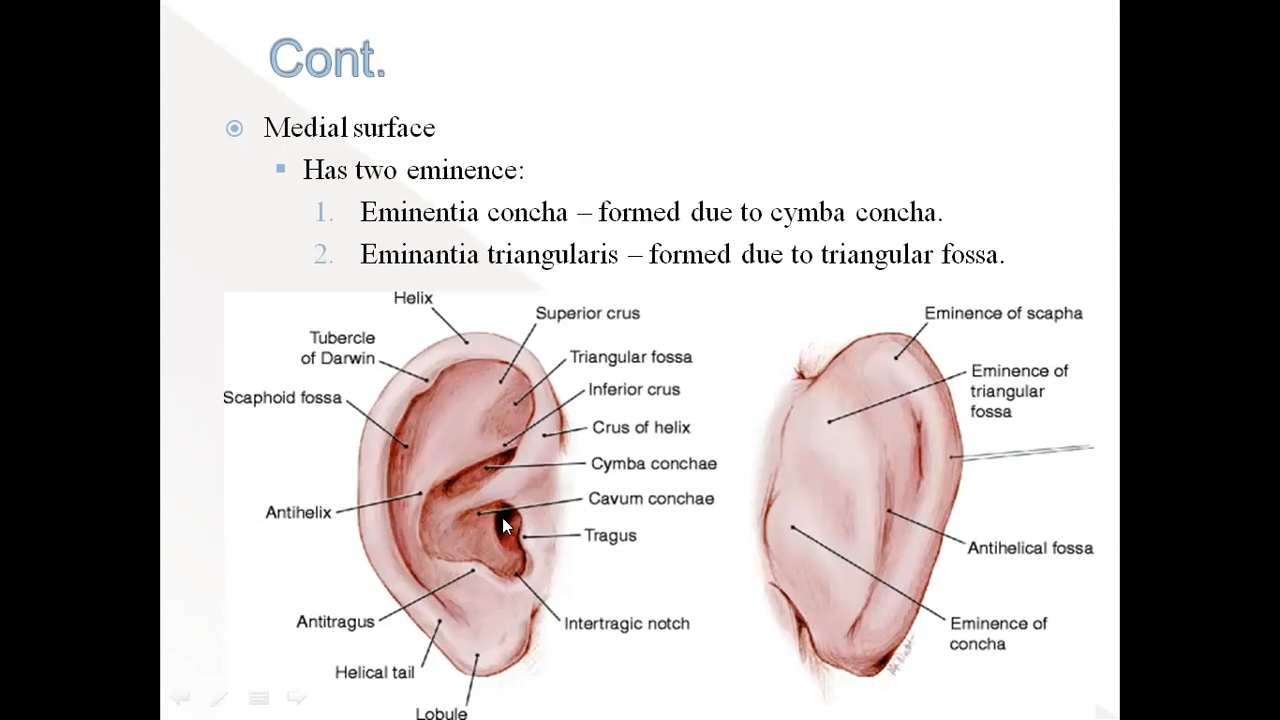 Cont.
Medial surface
Has two eminence:
1. Eminentia concha – formed due to cymba concha.
2. Eminantia triangularis – formed due to triangular fossa.
Helix
Superior crus
Tubercle
of Darwin
Triangular fossa
Inferior crus
Scaphoid fossa
Crus of helix
Cymba conchae
Cavum conchae
Antihelix
Tragus
Antitragus
Intertragic notch
Helical tail
Lobule
Eminence of scapha
Eminence of
triangular
fossa
Antihelical fossa
Eminence of
concha